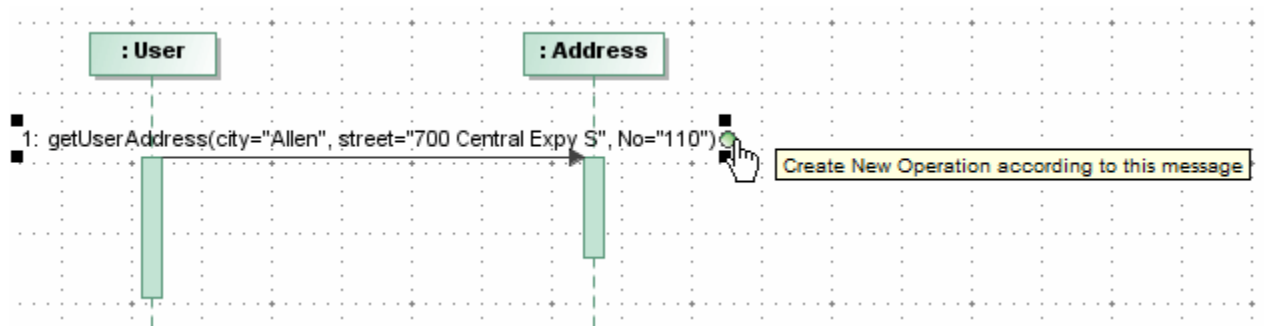 : User
: Address
1: getUserAddress(city="Allen", street="700 Central Expy S", No="110")
Create New Operation according to this message